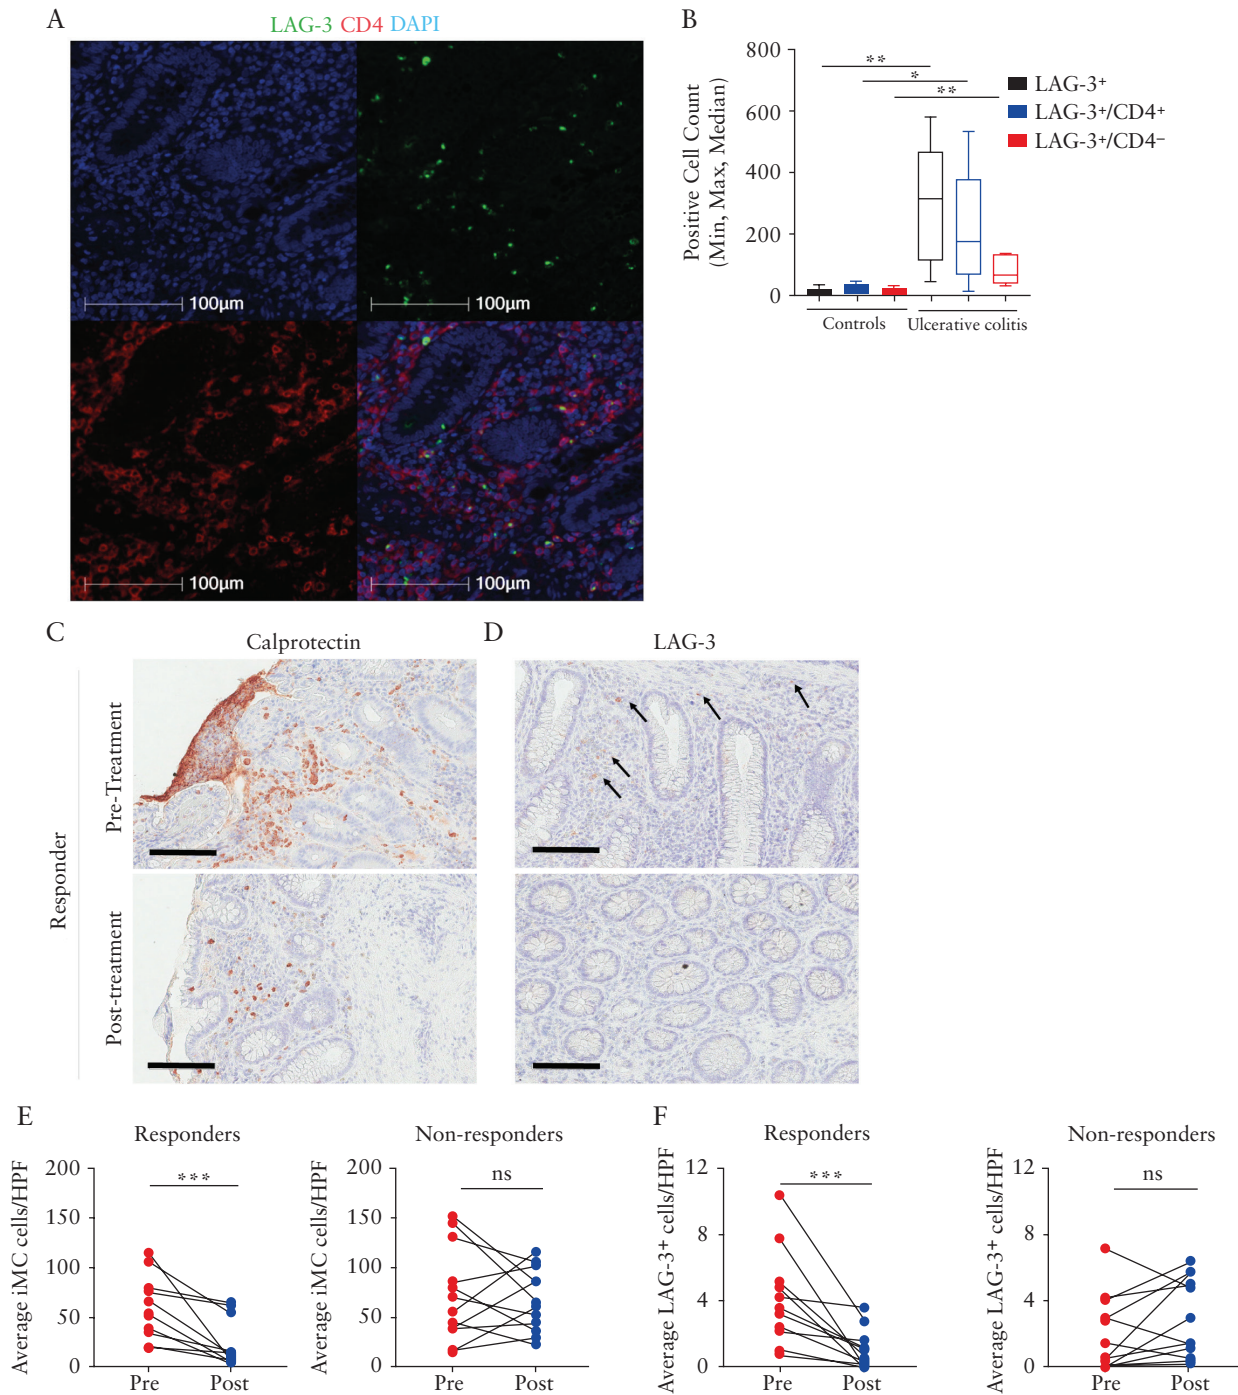 A
LAG-3 CD4 DAPI
100μm
100μm
100μm
100μm
B
Positive Cell Count
(Min, Max, Median)
800
600
400
200
0
**
*
**
Controls
Ulcerative colitis
LAG-3+
LAG-3+/CD4+
LAG-3+/CD4−
C
Calprotectin
D
LAG-3
Responder
Pre-Treatment
Post-treatment
E
Responders
Average iMC cells/HPF
200
150
100
50
0
***
Pre
Post
Non-responders
Average iMC cells/HPF
200
150
100
50
0
ns
Pre
Post
F
Responders
Average LAG-3+ cells/HPF
12
8
4
0
***
Pre
Post
Non-responders
Average LAG-3+ cells/HPF
12
8
4
0
ns
Pre
Post